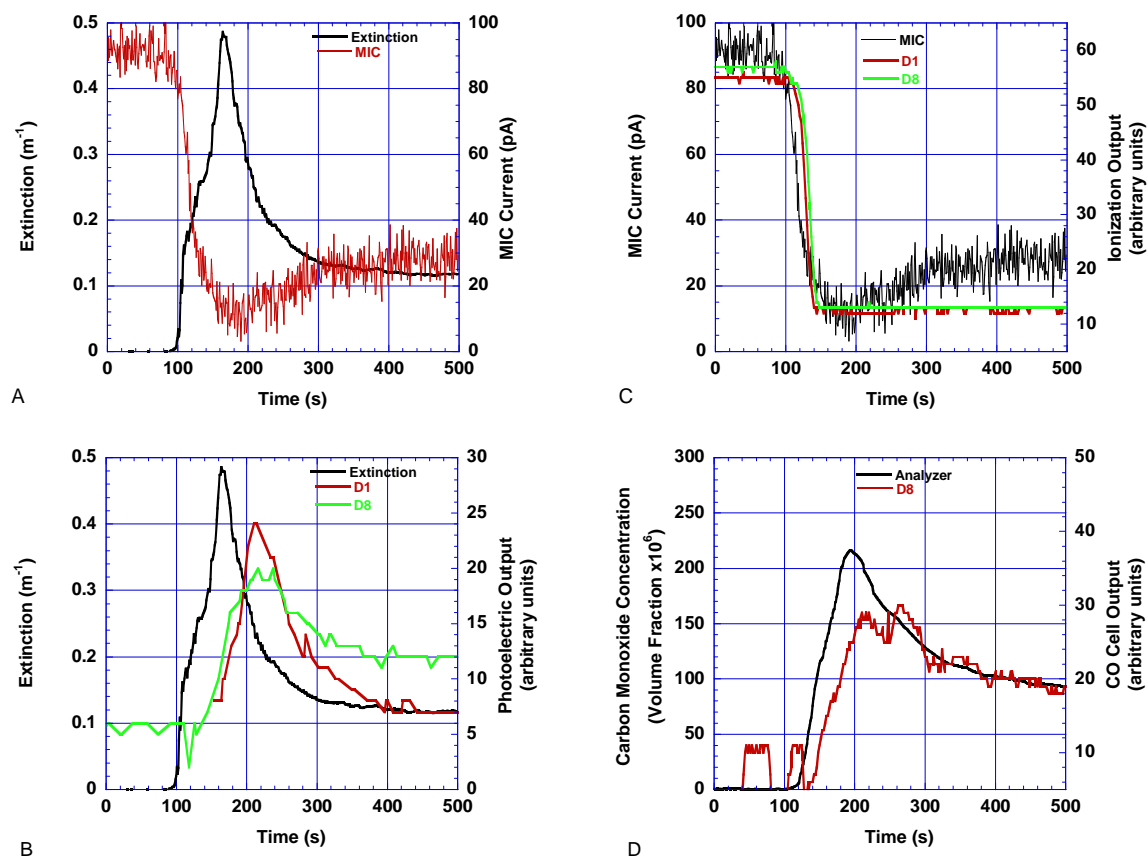 0.5
0.4
0.3
0.2
0.1
0
Extinction (m⁻¹)
100
80
60
40
20
0
MIC Current (pA)
Extinction
MIC
0 100 200 300 400 500
Time (s)
A
100
80
60
40
20
0
MIC Current (pA)
60
50
40
30
20
10
Ionization Output
(arbitrary units)
MIC
D1
D8
0 100 200 300 400 500
Time (s)
C
0.5
0.4
0.3
0.2
0.1
0
Extinction (m⁻¹)
30
25
20
15
10
5
0
Photoelectric Output
(arbitrary units)
Extinction
D1
D8
0 100 200 300 400 500
Time (s)
B
300
250
200
150
100
50
0
Carbon Monoxide Concentration
(Volume Fraction x10⁶)
50
40
30
20
10
CO Cell Output
(arbitrary units)
Analyzer
D8
0 100 200 300 400 500
Time (s)
D